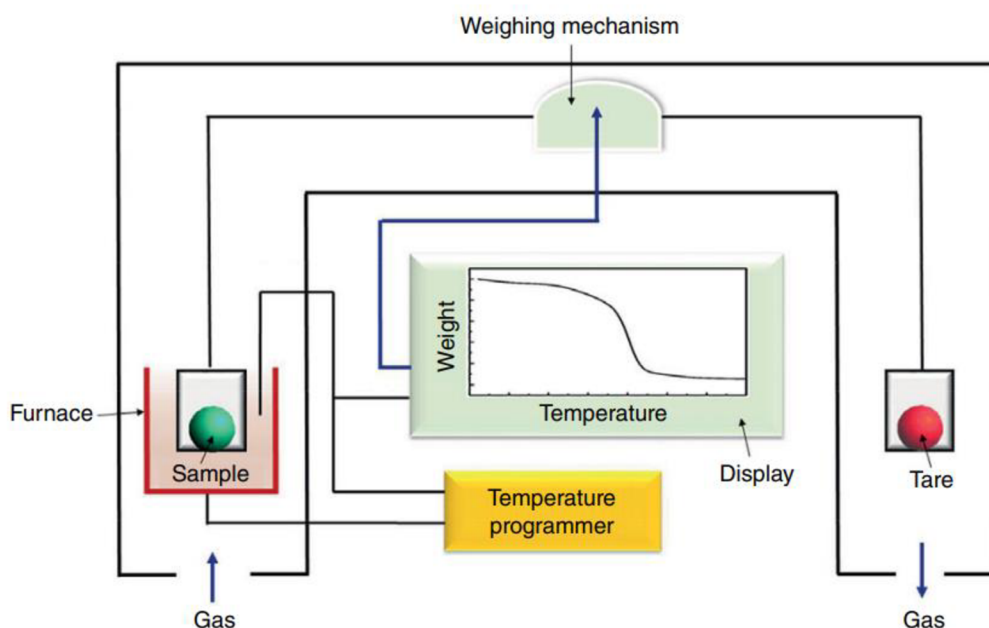 Weighing mechanism
Weight
Temperature
Furnace
Sample
Display
Tare
Temperature
programmer
Gas
Gas